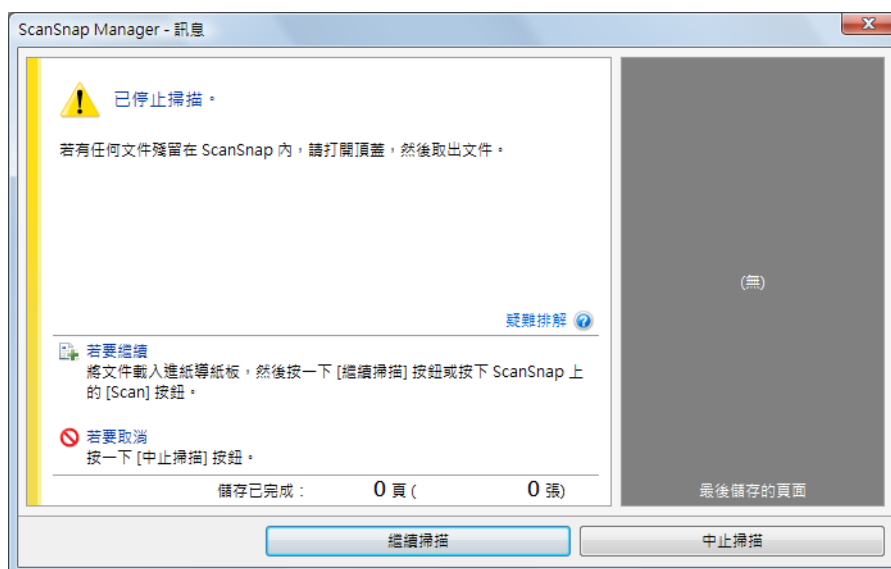 ScanSnap Manager - 訊息
已停止掃描。
若有任何文件殘留在 ScanSnap 內，請打開頂蓋，然後取出文件。
(無)
疑難排解
若要繼續
將文件載入進紙導紙板，然後按一下 [繼續掃描] 按鈕或按下 ScanSnap 上
的 [Scan] 按鈕。
若要取消
按一下 [中止掃描] 按鈕。
儲存已完成： 0 頁 ( 0 張)
最後儲存的頁面
繼續掃描
中止掃描